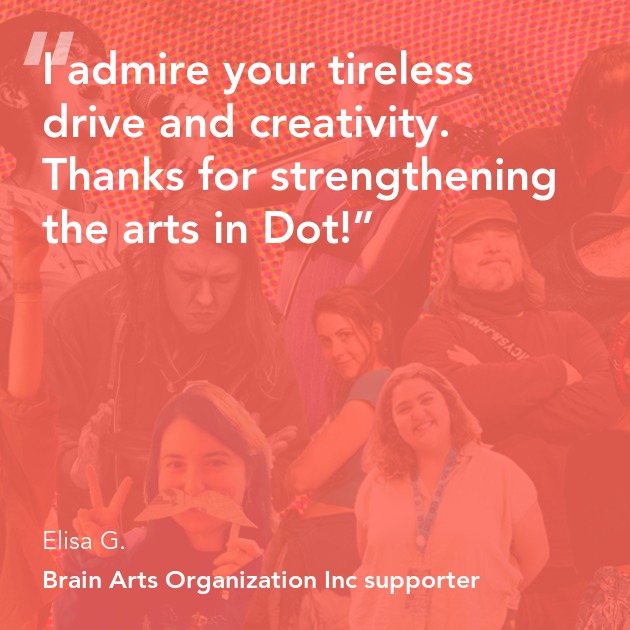 "I admire your tireless
drive and creativity.
Thanks for strengthening
the arts in Dot!”
Elisa G.
Brain Arts Organization Inc supporter